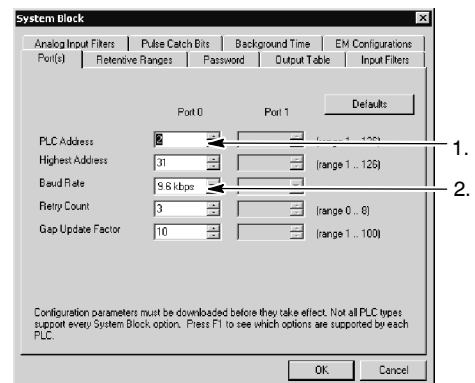 System Block
Analog Input Filters Pulse Catch Bits Background Time EM Configurations
Port(s) Retentive Ranges Password Output Table Input Filters
Port 0 Port 1 Defaults
PLC Address 2 (range 1 .. 126) 1.
Highest Address 31 (range 1 .. 126)
Baud Rate 9.6 kbps 2.
Retry Count 3 (range 0 .. 8)
Gap Update Factor 10 (range 1 .. 100)
Configuration parameters must be downloaded before they take effect. Not all PLC types
support every System Block option. Press F1 to see which options are supported by each
PLC.
OK Cancel